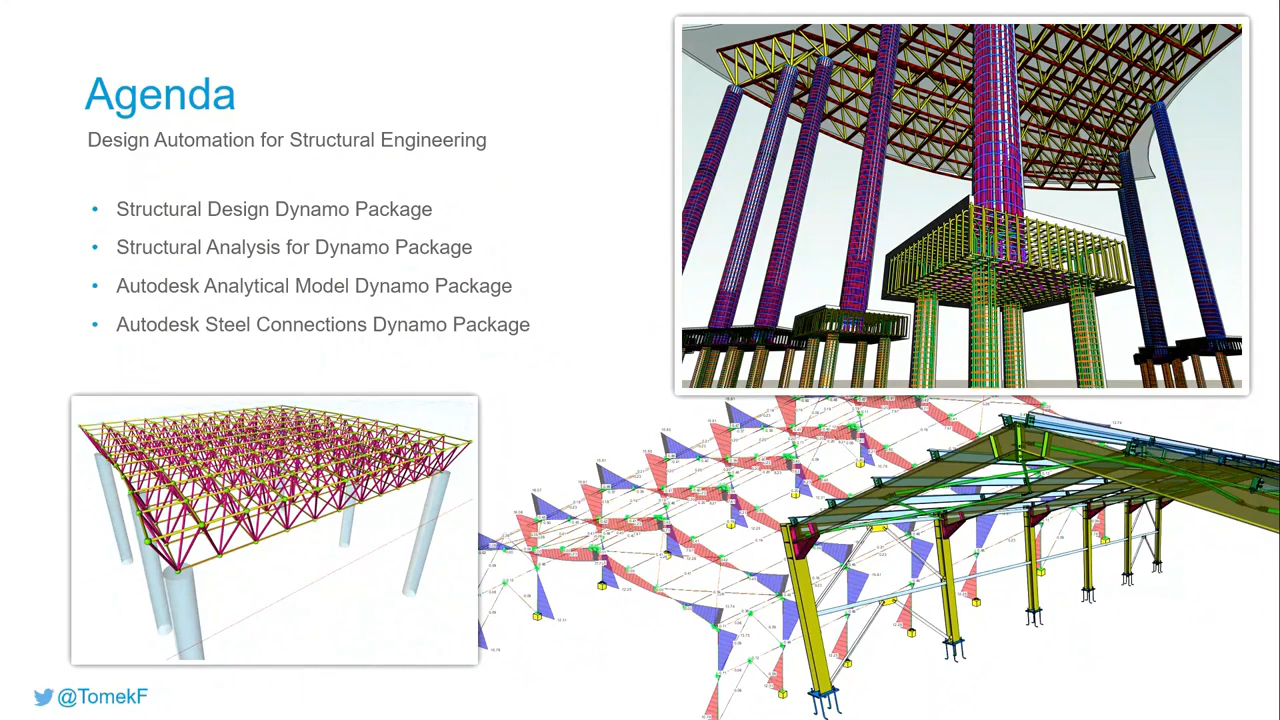 Agenda
Design Automation for Structural Engineering
• Structural Design Dynamo Package
• Structural Analysis for Dynamo Package
• Autodesk Analytical Model Dynamo Package
• Autodesk Steel Connections Dynamo Package
@TomekF